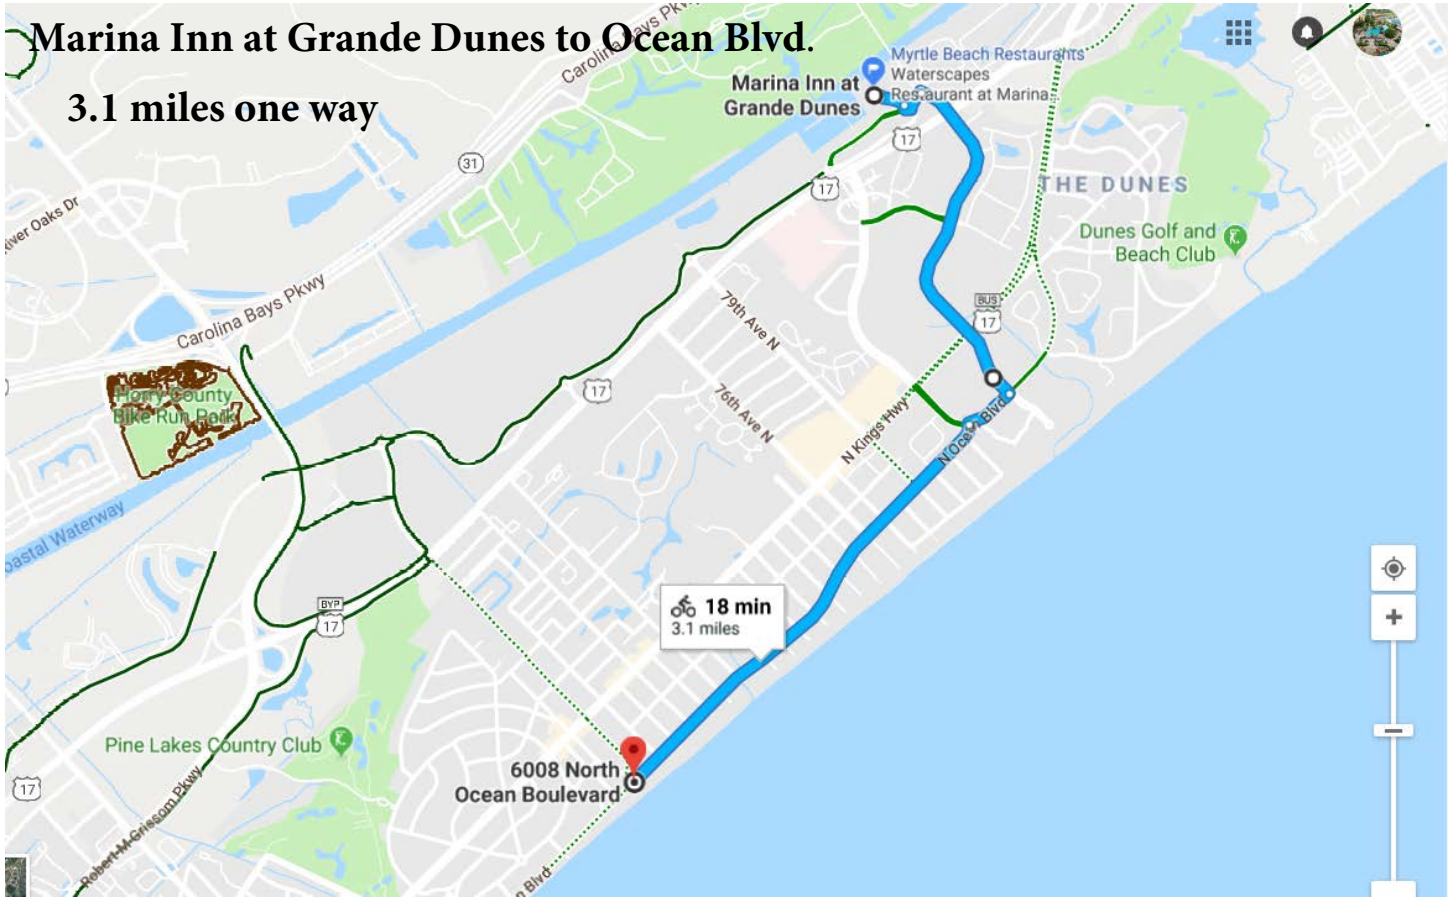 Marina Inn at Grande Dunes to Ocean Blvd.
3.1 miles one way
Carolina Bays Pkwy
Myrtle Beach Restaurants
Waterscapes
Restaurant at Marina...
Marina Inn at
Grande Dunes
31
17
17
THE DUNES
Dunes Golf and
Beach Club
River Oaks Dr
Carolina Bays Pkwy
79th Ave N
BUS
17
17
76th Ave N
Horry County
Bike Run Park
N Kings Hwy
N Ocean Blvd
oastal Waterway
18 min
3.1 miles
BYP
17
Pine Lakes Country Club
6008 North
Ocean Boulevard
17
Robert M Grissom Pkwy
n Blvd